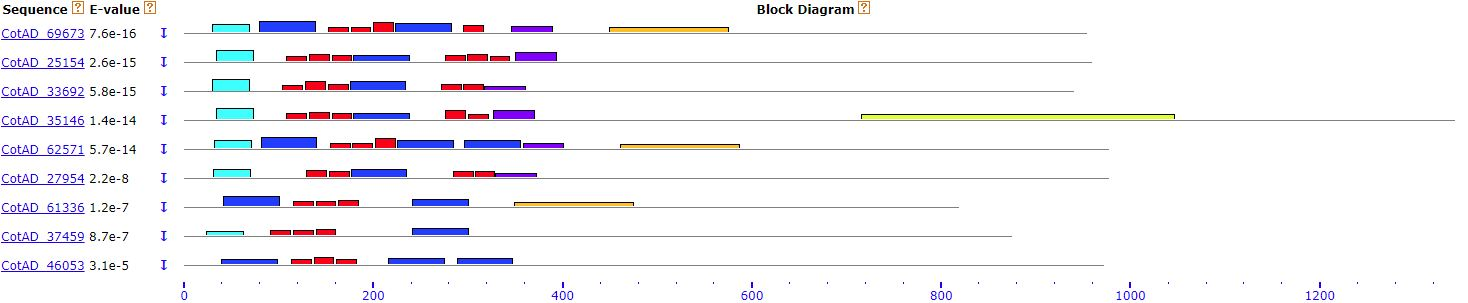 Sequence ? E-value ? Block Diagram ?
CotAD_69673 7.6e-16 ↧
CotAD_25154 2.6e-15 ↧
CotAD_33692 5.8e-15 ↧
CotAD_35146 1.4e-14 ↧
CotAD_62571 5.7e-14 ↧
CotAD_27954 2.2e-8 ↧
CotAD_61336 1.2e-7 ↧
CotAD_37459 8.7e-7 ↧
CotAD_46053 3.1e-5 ↧
0 200 400 600 800 1000 1200